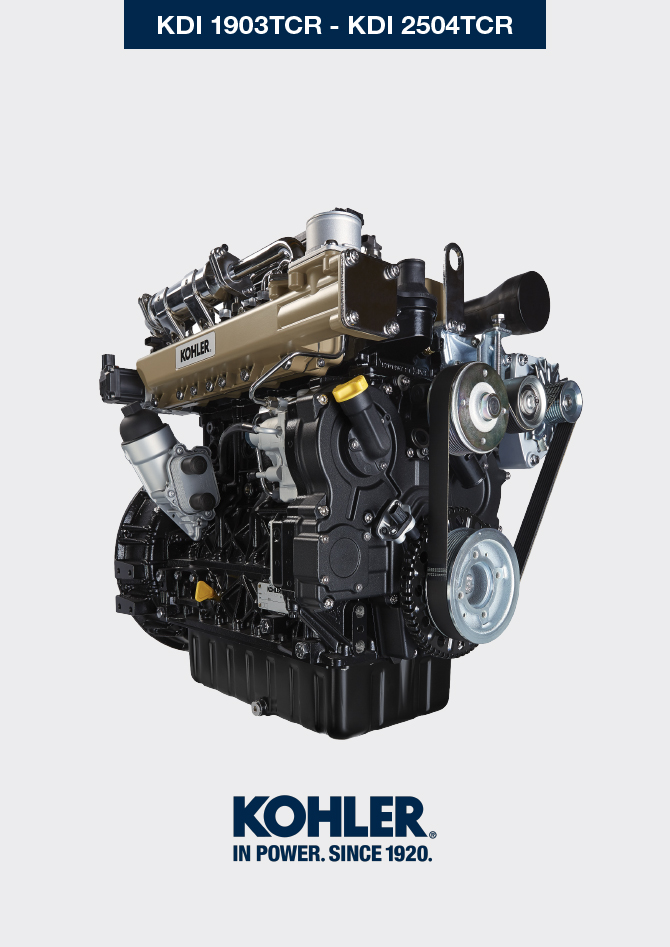 KDI 1903TCR - KDI 2504TCR
KOHLER
KOHLER
KOHLER®
IN POWER. SINCE 1920.